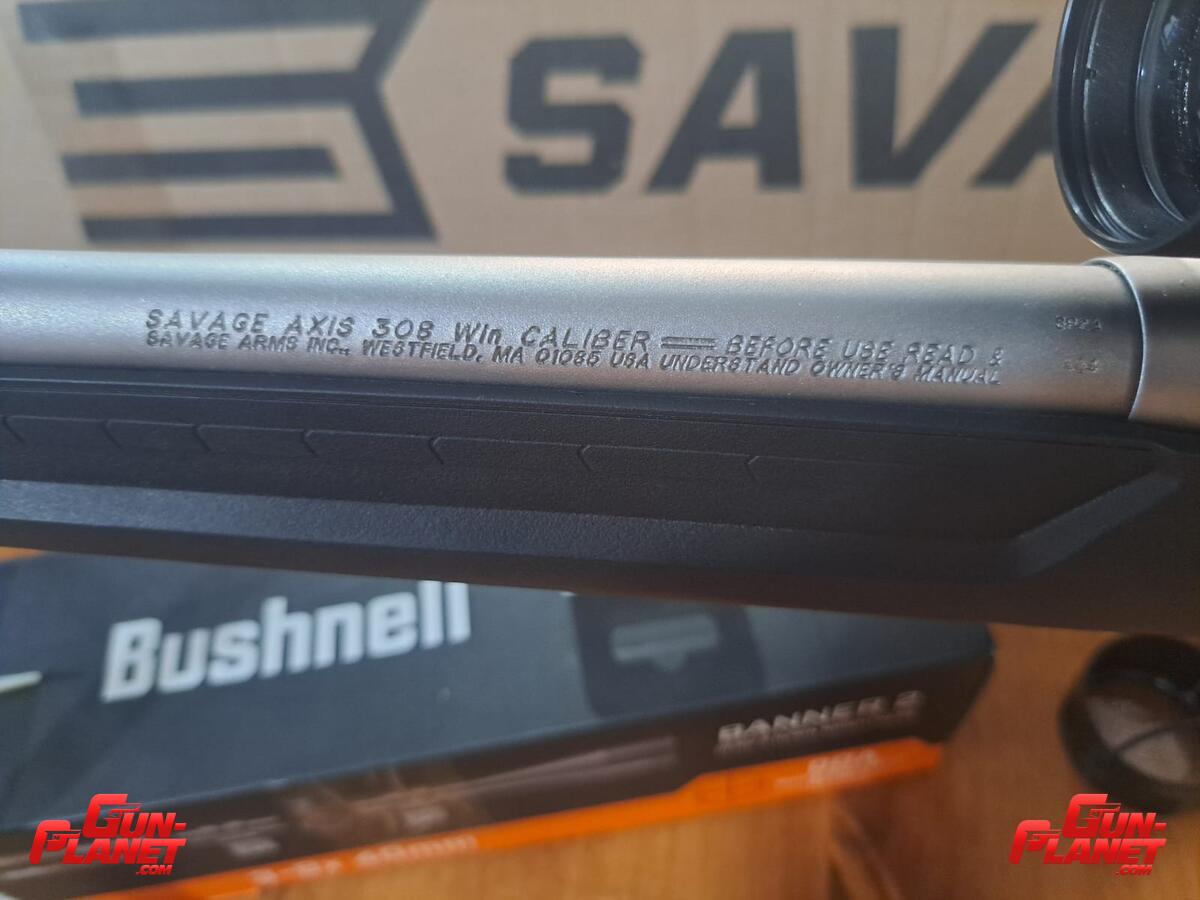 SAVA
SAVAGE AXIS 308 Win CALIBER BEFORE USE READ &
SAVAGE ARMS INC., WESTFIELD, MA 01085 USA UNDERSTAND OWNER'S MANUAL
Bushnell
BANNER 2
GUN-PLANET.COM
GUN-PLANET.COM